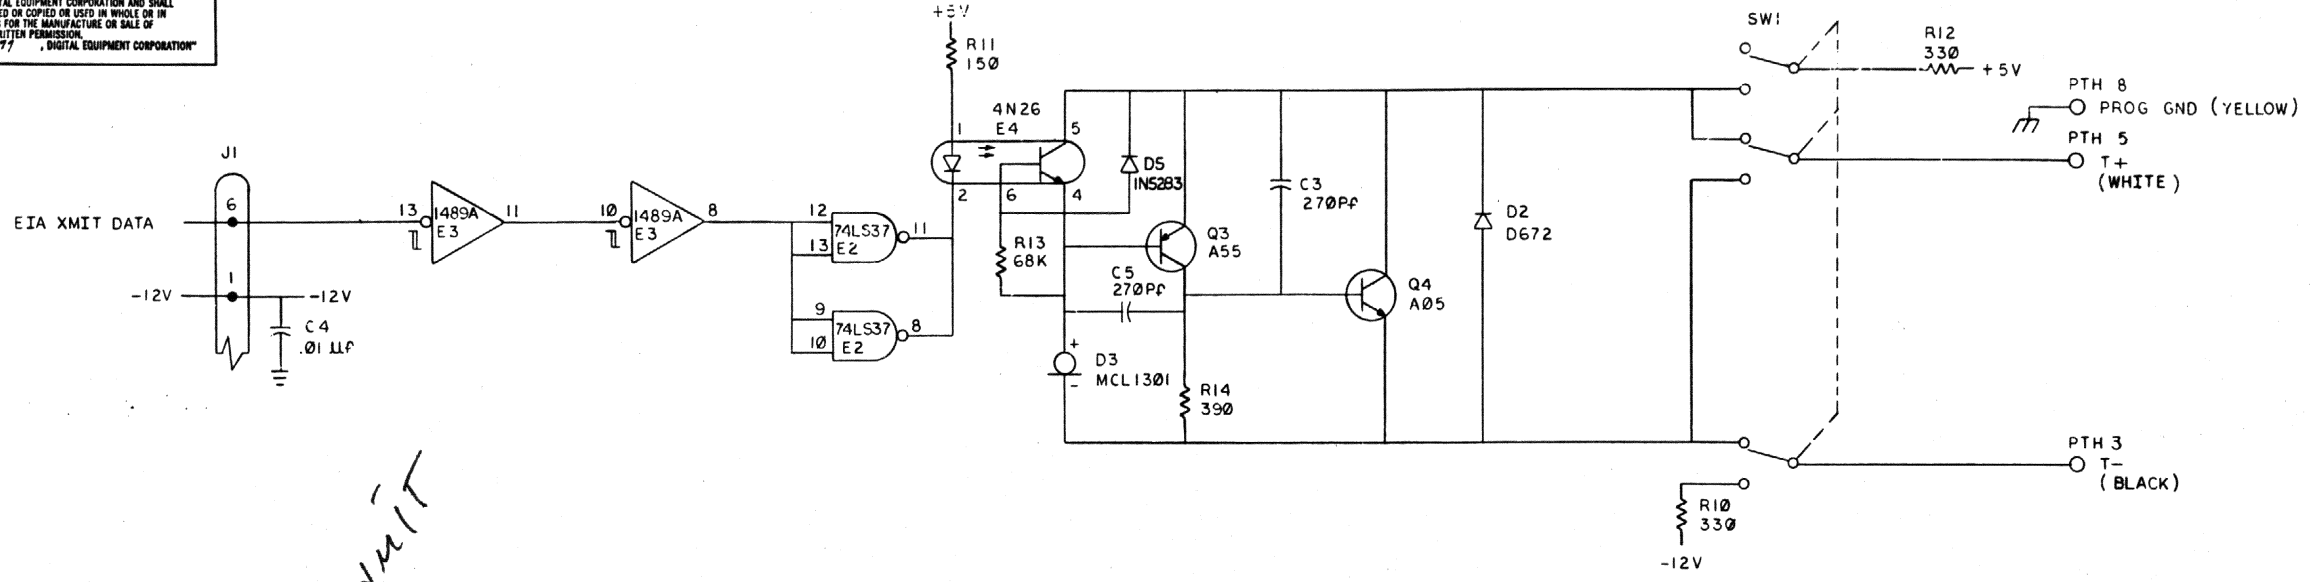 TAL EQUIPMENT CORPORATION AND SHALL
ED OR COPIED OR USED IN WHOLE OR IN
FOR THE MANUFACTURE OR SALE OF
RITTEN PERMISSION.
77 , DIGITAL EQUIPMENT CORPORATION"
+5V
R11
150
4N26
E4
1
5
2
6
4
J1
6
EIA XMIT DATA
1
-12V
-12V
C4
.01 µf
13
1489A
E3
11
10
1489A
E3
8
12
13
74LS37
E2
11
9
10
74LS37
E2
8
D5
IN5283
R13
68K
C5
270Pf
Q3
A55
C3
270Pf
D3
MCL1301
+
-
R14
390
Q4
A05
D2
D672
SW1
R12
330
+5V
PTH 8
PROG GND (YELLOW)
PTH 5
T+
(WHITE)
PTH 3
T-
(BLACK)
R10
330
-12V